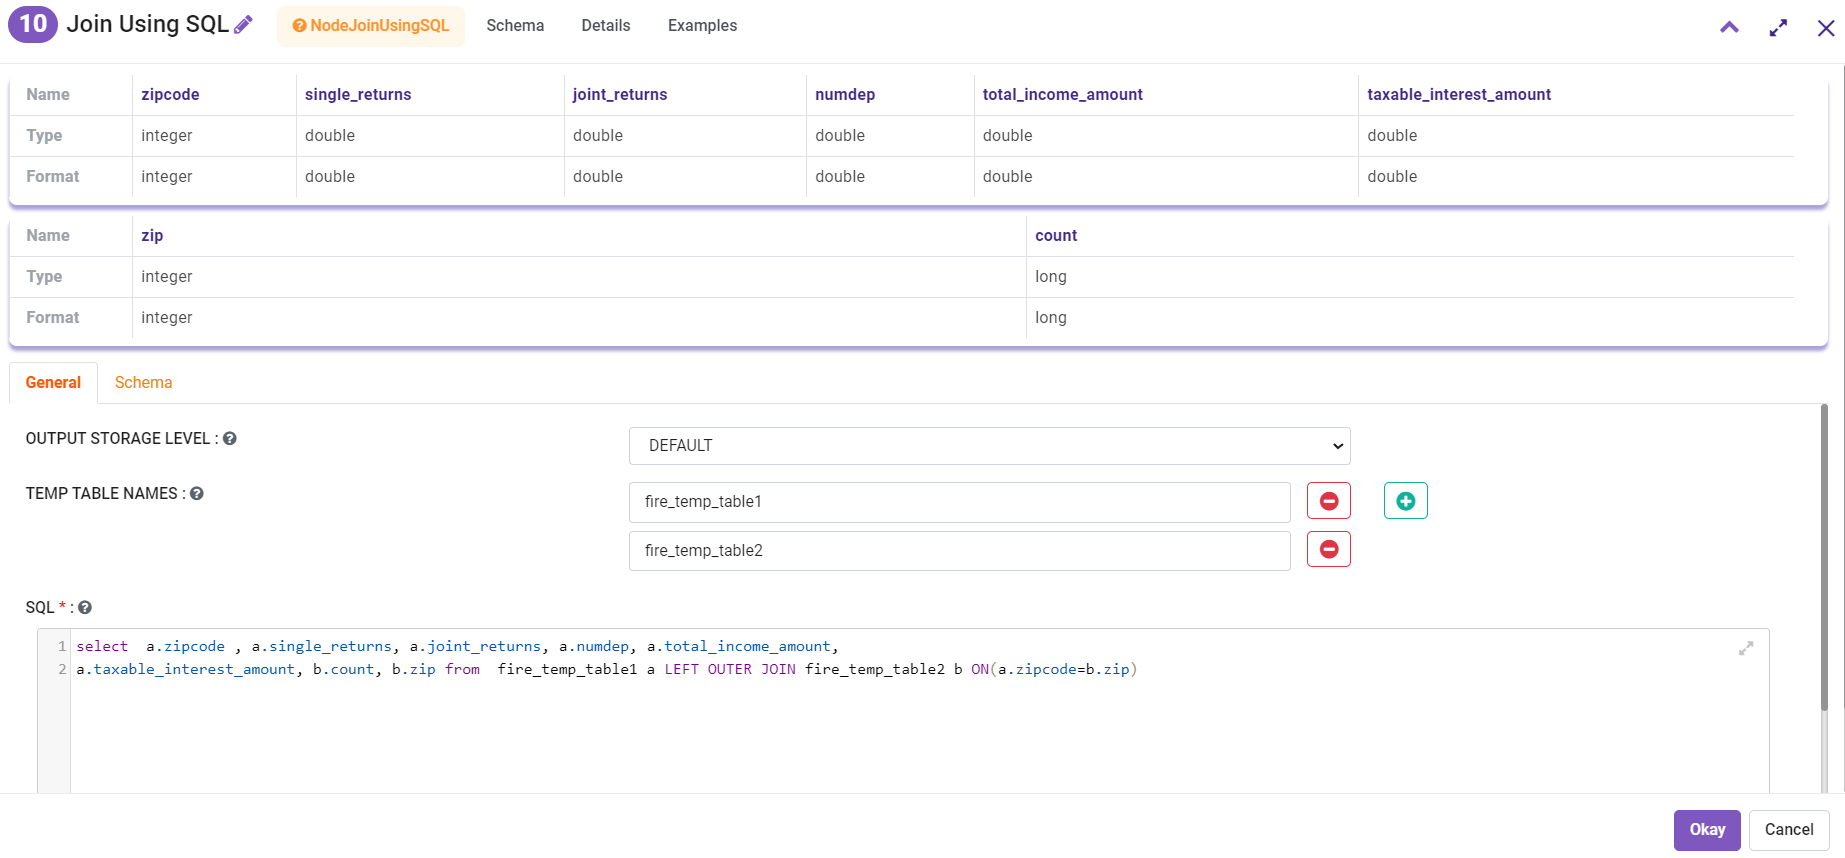 10 Join Using SQL NodeJoinUsingSQL Schema Details Examples
Name zipcode single_returns joint_returns numdep total_income_amount taxable_interest_amount
Type integer double double double double double
Format integer double double double double double
Name zip count
Type integer long
Format integer long
General Schema
OUTPUT STORAGE LEVEL : DEFAULT
TEMP TABLE NAMES : fire_temp_table1
fire_temp_table2
SQL * :
1 select  a.zipcode , a.single_returns, a.joint_returns, a.numdep, a.total_income_amount,
2 a.taxable_interest_amount, b.count, b.zip from  fire_temp_table1 a LEFT OUTER JOIN fire_temp_table2 b ON(a.zipcode=b.zip)
Okay Cancel